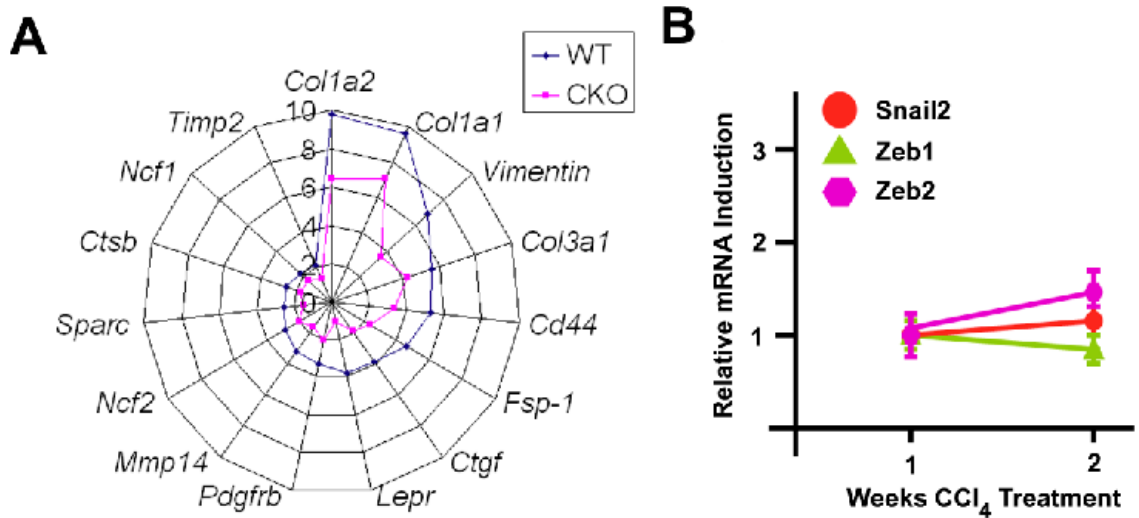 A
WT
CKO
Col1a2
Col1a1
Vimentin
Col3a1
Cd44
Fsp-1
Ctgf
Lepr
Pdgfrb
Mmp14
Ncf2
Sparc
Ctsb
Ncf1
Timp2
10
8
6
4
2
0
B
Snail2
Zeb1
Zeb2
Relative mRNA Induction
3
2
1
1 2
Weeks CCl₄ Treatment